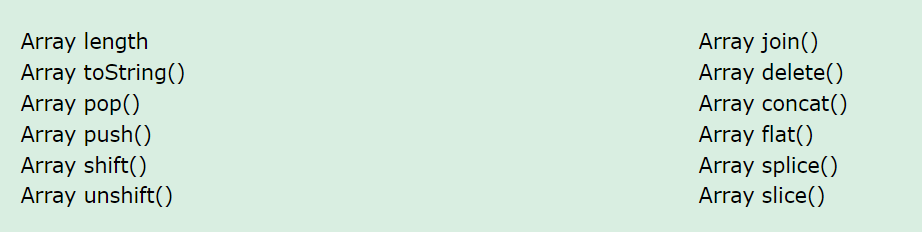 Array length
Array toString()
Array pop()
Array push()
Array shift()
Array unshift()
Array join()
Array delete()
Array concat()
Array flat()
Array splice()
Array slice()